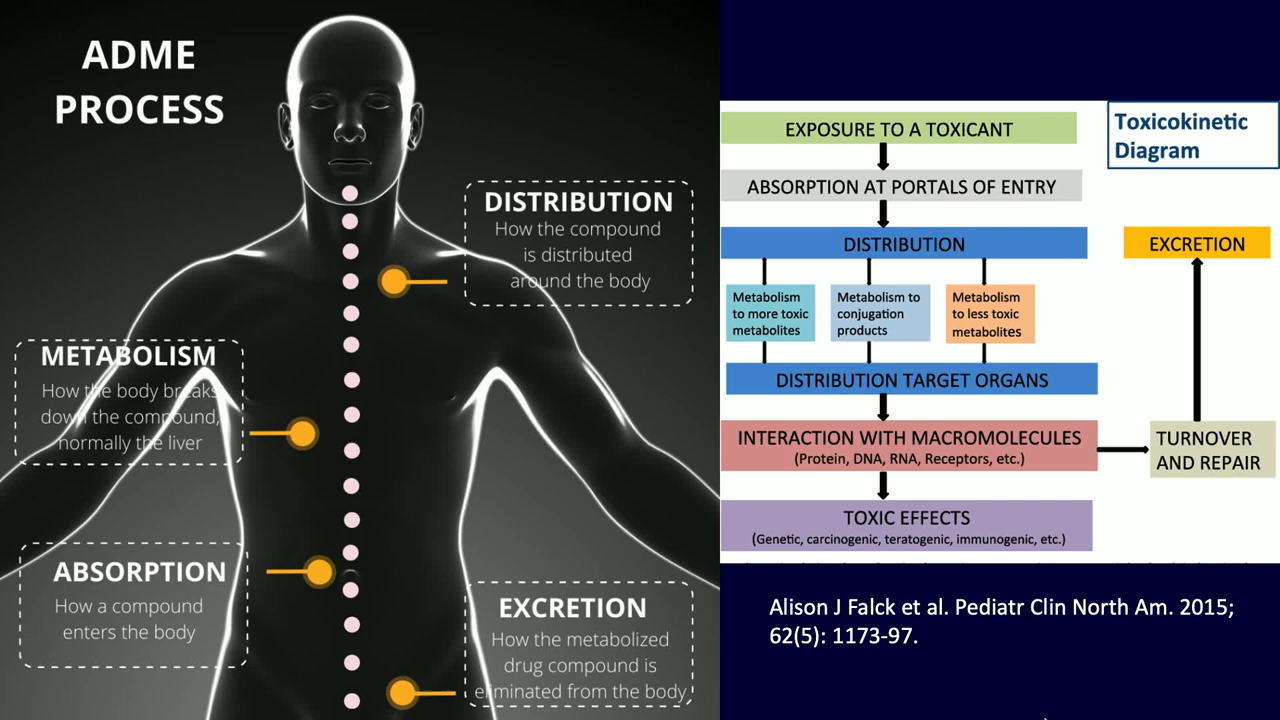 ADME
PROCESS
DISTRIBUTION
How the compound
is distributed
around the body
METABOLISM
How the body breaks
down the compound,
normally the liver
ABSORPTION
How a compound
enters the body
EXCRETION
How the metabolized
drug compound is
eliminated from the body
Toxicokinetic
Diagram
EXPOSURE TO A TOXICANT
ABSORPTION AT PORTALS OF ENTRY
DISTRIBUTION
EXCRETION
Metabolism
to more toxic
metabolites
Metabolism to
conjugation
products
Metabolism
to less toxic
metabolites
DISTRIBUTION TARGET ORGANS
INTERACTION WITH MACROMOLECULES
(Protein, DNA, RNA, Receptors, etc.)
TURNOVER
AND REPAIR
TOXIC EFFECTS
(Genetic, carcinogenic, teratogenic, immunogenic, etc.)
Alison J Falck et al. Pediatr Clin North Am. 2015;
62(5): 1173-97.